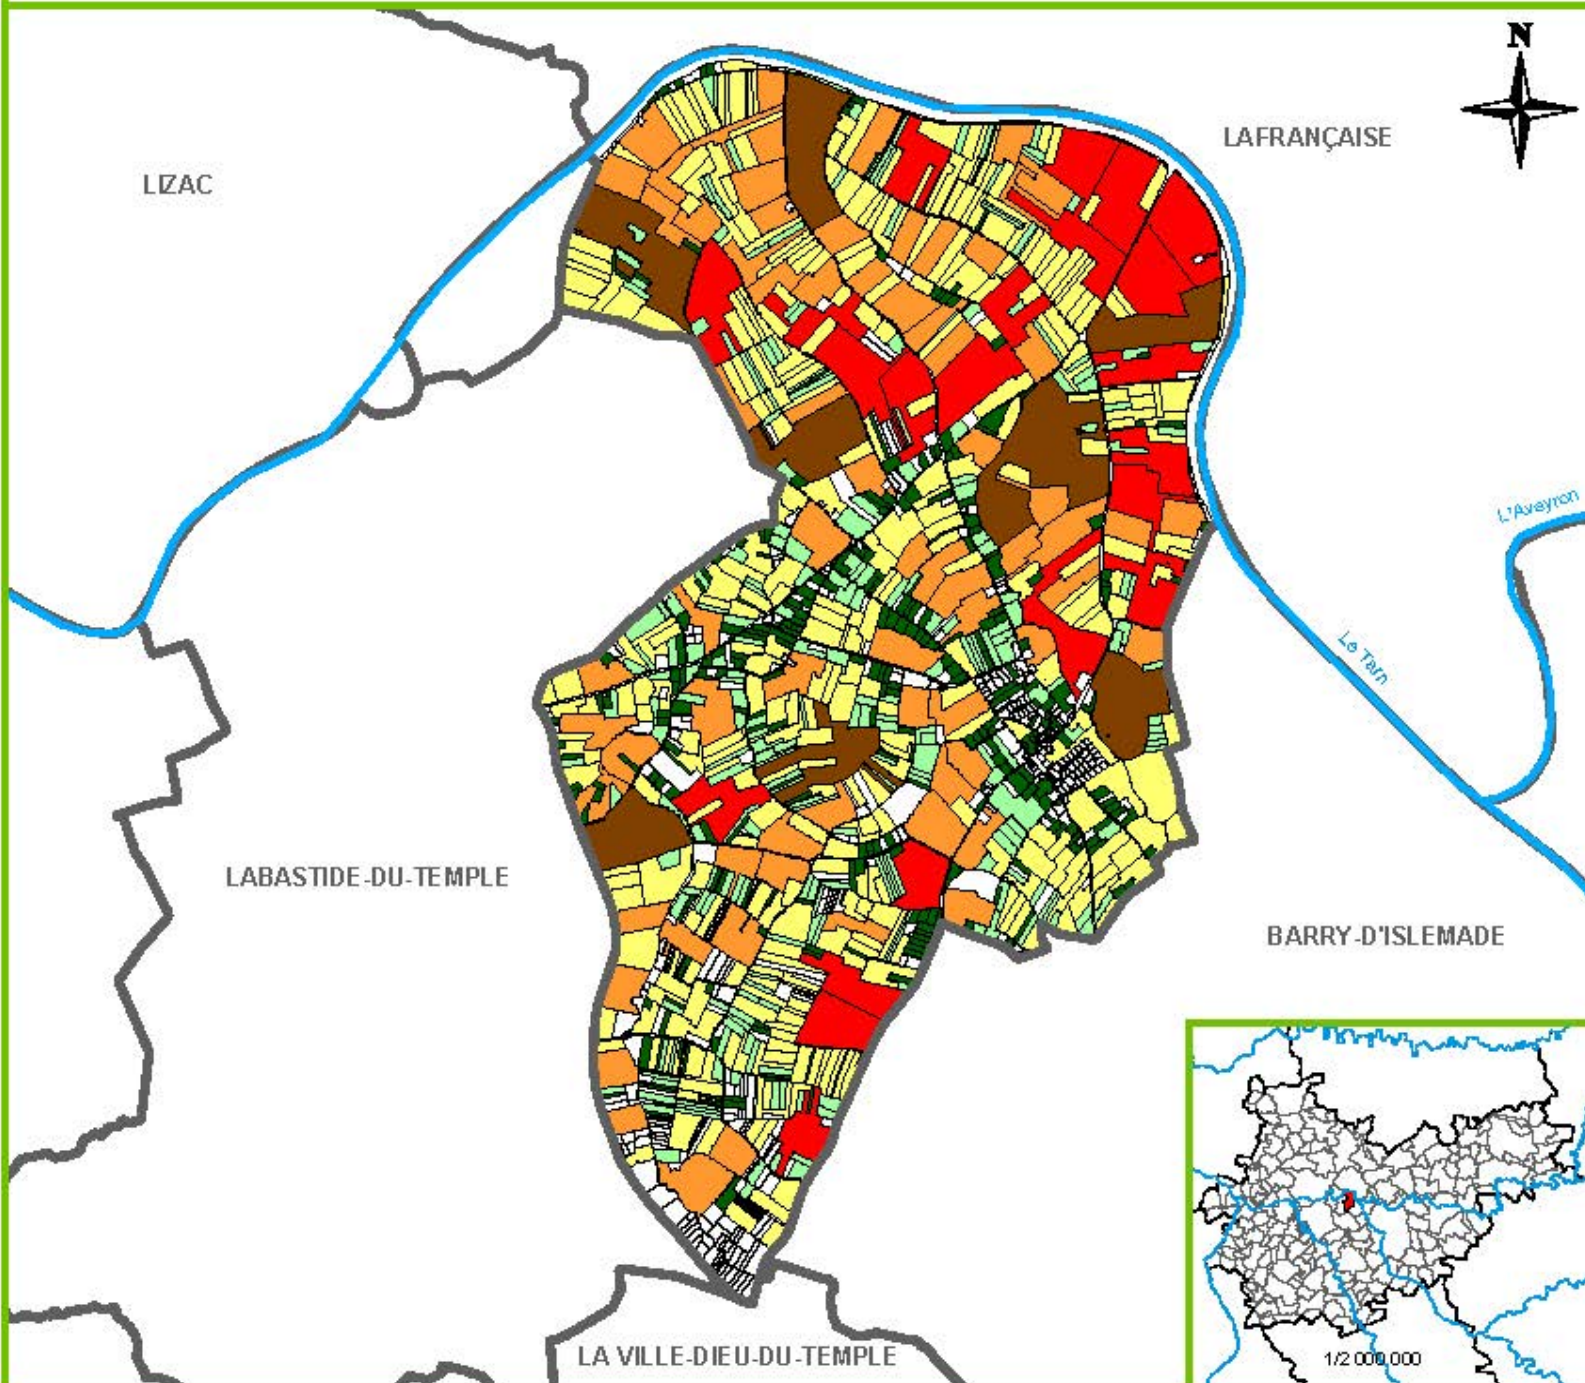 N
LAFRANÇAISE
LIZAC
L'Aveyron
Le Tarn
LABASTIDE-DU-TEMPLE
BARRY-D'ISLEMADE
LA VILLE-DIEU-DU-TEMPLE
1/2 000 000